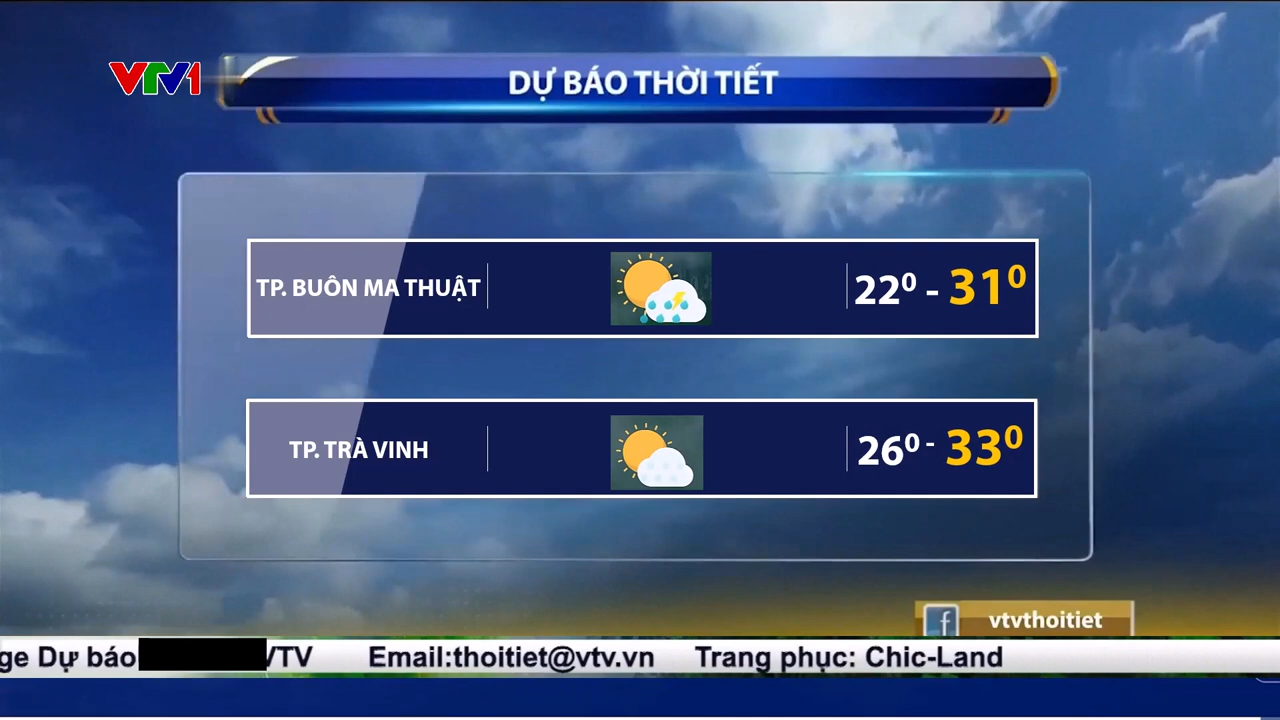 VTV1
DỰ BÁO THỜI TIẾT
TP. BUÔN MA THUẬT
22⁰ - 31⁰
TP. TRÀ VINH
26⁰ - 33⁰
f vtvthoitiet
ge Dự báo VTV Email:thoitiet@vtv.vn Trang phục: Chic-Land